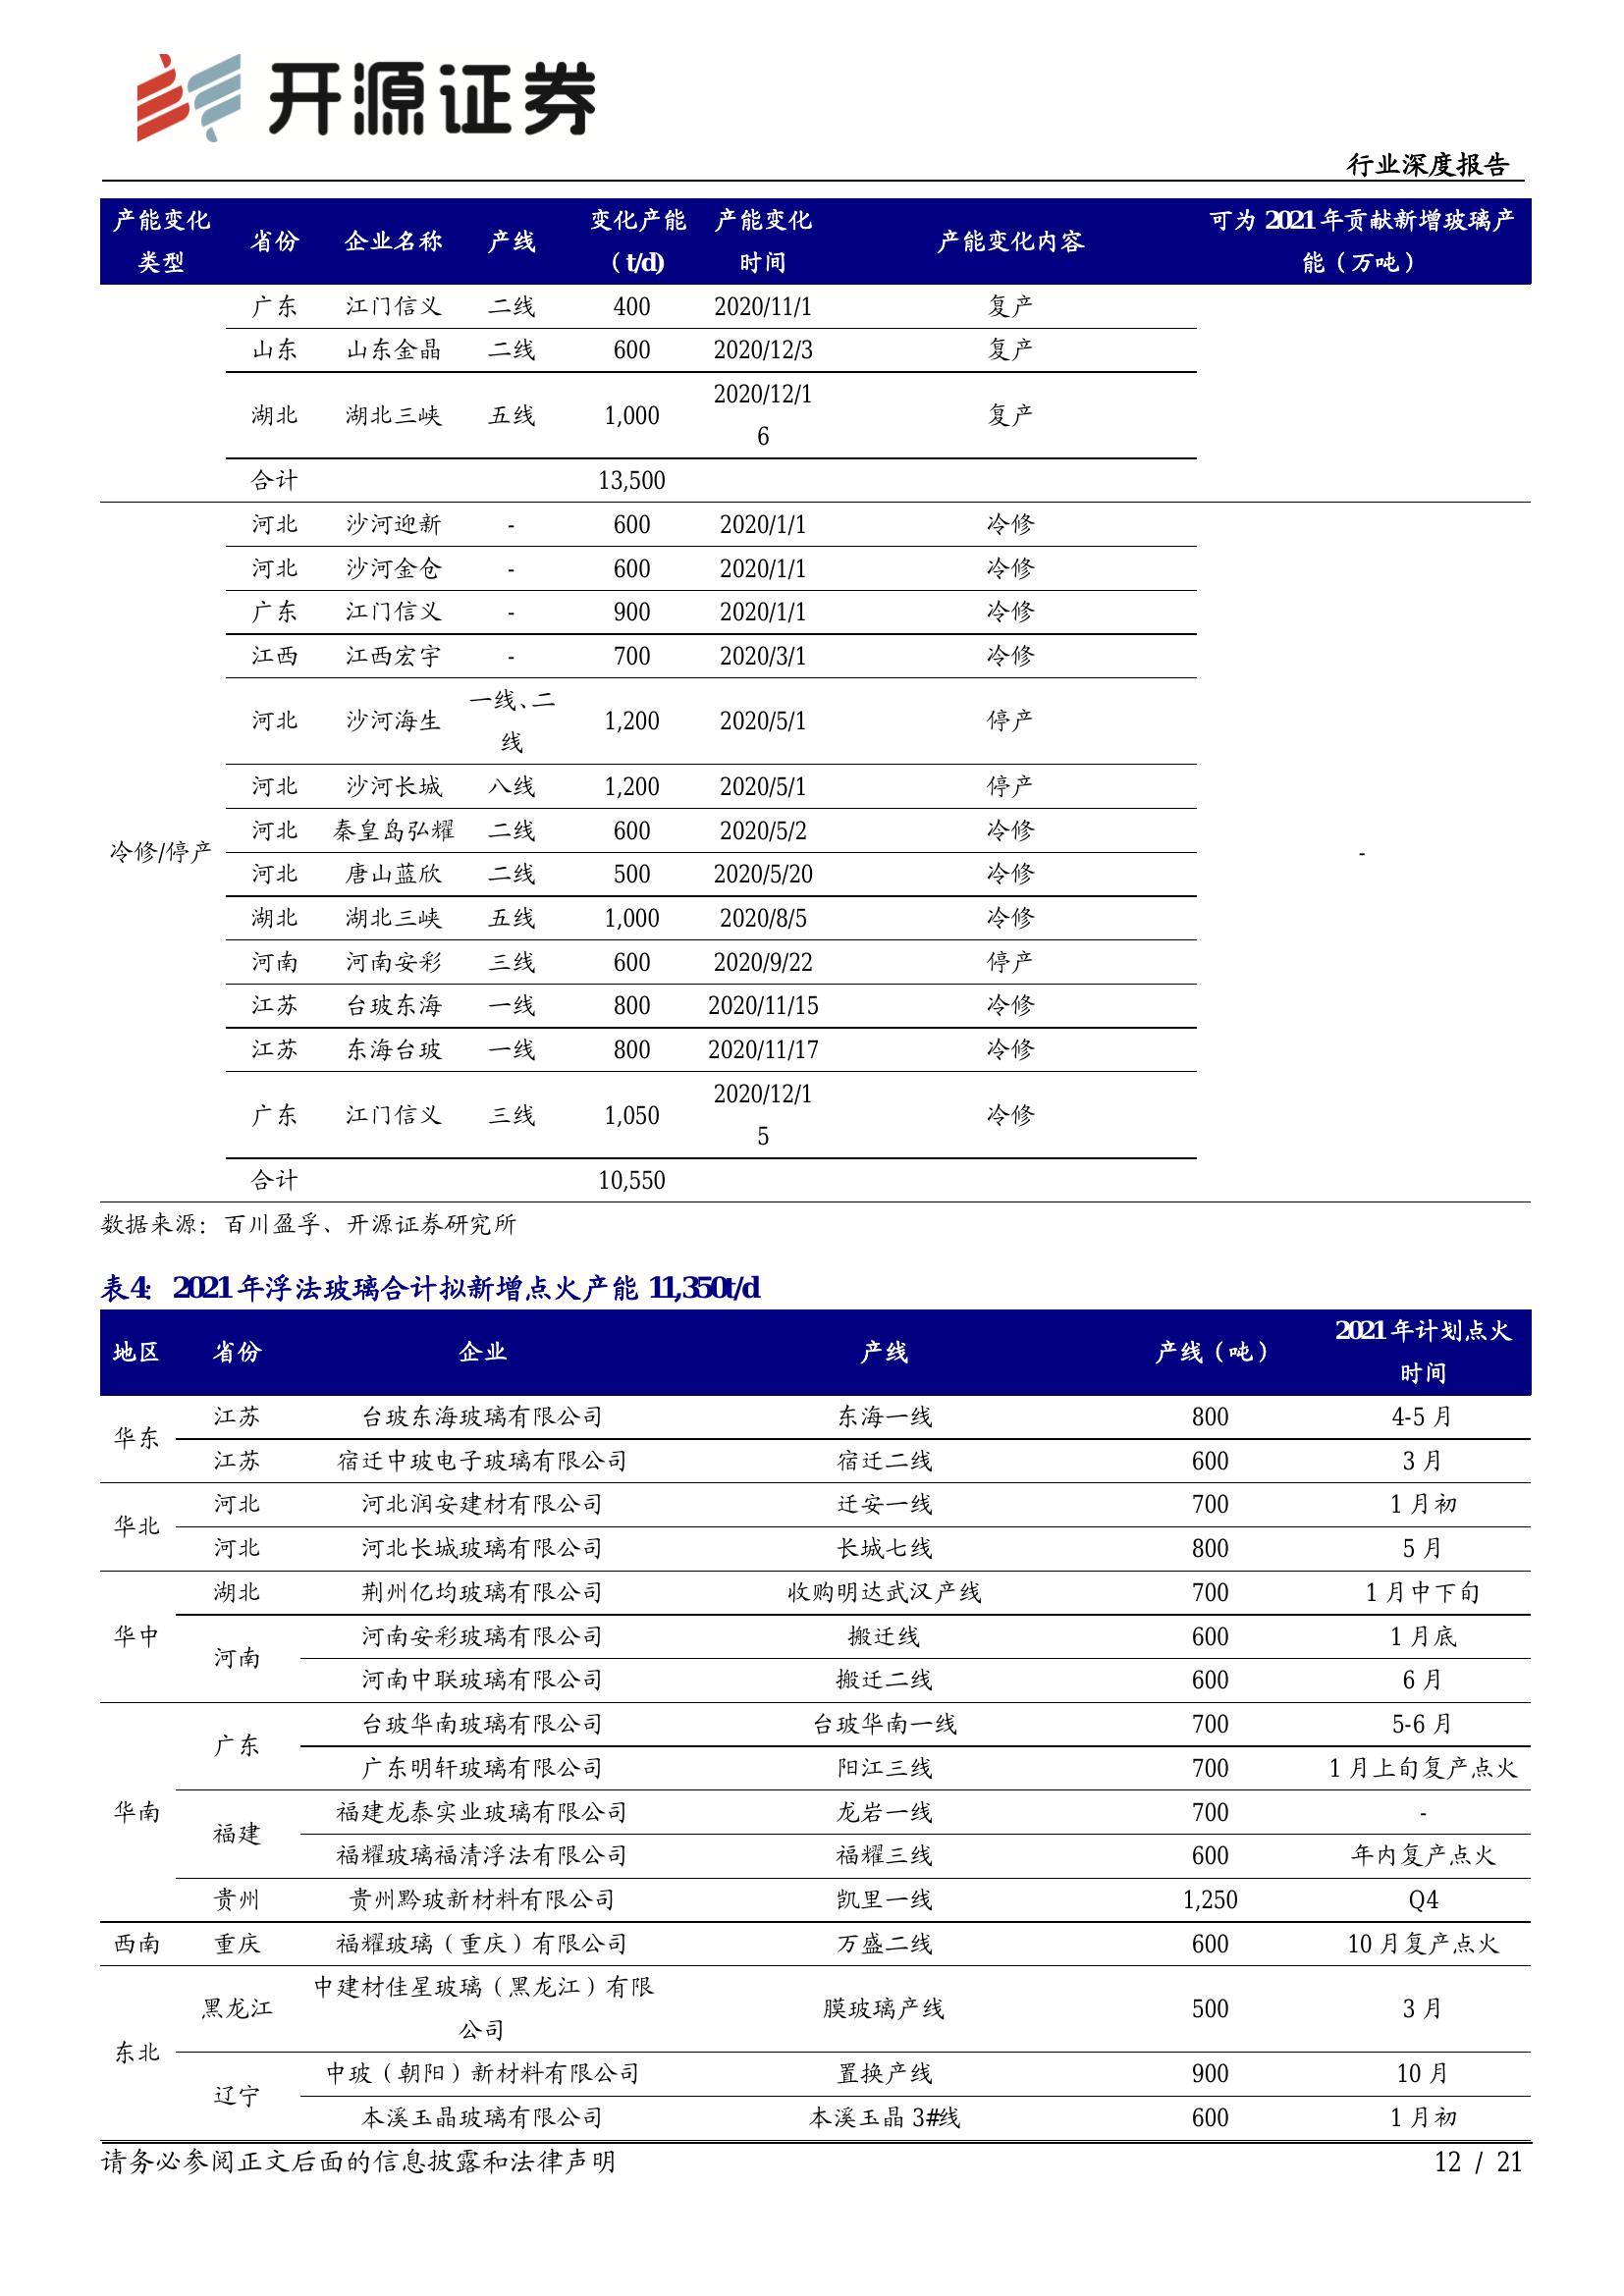 开源证券
行业深度报告
产能变化类型 省份 企业名称 产线 变化产能（t/d） 产能变化时间 产能变化内容 可为 2021 年贡献新增玻璃产能（万吨）
广东 江门信义 二线 400 2020/11/1 复产
山东 山东金晶 二线 600 2020/12/3 复产
湖北 湖北三峡 五线 1,000 2020/12/16 复产
合计 13,500
冷修/停产 -
河北 沙河迎新 - 600 2020/1/1 冷修
河北 沙河金仓 - 600 2020/1/1 冷修
广东 江门信义 - 900 2020/1/1 冷修
江西 江西宏宇 - 700 2020/3/1 冷修
河北 沙河海生 一线、二线 1,200 2020/5/1 停产
河北 沙河长城 八线 1,200 2020/5/1 停产
河北 秦皇岛弘耀 二线 600 2020/5/2 冷修
河北 唐山蓝欣 二线 500 2020/5/20 冷修
湖北 湖北三峡 五线 1,000 2020/8/5 冷修
河南 河南安彩 三线 600 2020/9/22 停产
江苏 台玻东海 一线 800 2020/11/15 冷修
江苏 东海台玻 一线 800 2020/11/17 冷修
广东 江门信义 三线 1,050 2020/12/15 冷修
合计 10,550
数据来源：百川盈孚、开源证券研究所
表4：2021 年浮法玻璃合计拟新增点火产能 11,350t/d
地区 省份 企业 产线 产线（吨） 2021 年计划点火时间
华东 江苏 台玻东海玻璃有限公司 东海一线 800 4-5 月
江苏 宿迁中玻电子玻璃有限公司 宿迁二线 600 3 月
华北 河北 河北润安建材有限公司 迁安一线 700 1 月初
河北 河北长城玻璃有限公司 长城七线 800 5 月
华中 湖北 荆州亿均玻璃有限公司 收购明达武汉产线 700 1 月中下旬
河南 河南安彩玻璃有限公司 搬迁线 600 1 月底
河南中联玻璃有限公司 搬迁二线 600 6 月
华南 广东 台玻华南玻璃有限公司 台玻华南一线 700 5-6 月
广东明轩玻璃有限公司 阳江三线 700 1 月上旬复产点火
福建 福建龙泰实业玻璃有限公司 龙岩一线 700 -
福耀玻璃福清浮法有限公司 福耀三线 600 年内复产点火
贵州 贵州黔玻新材料有限公司 凯里一线 1,250 Q4
西南 重庆 福耀玻璃（重庆）有限公司 万盛二线 600 10 月复产点火
东北 黑龙江 中建材佳星玻璃（黑龙江）有限公司 膜玻璃产线 500 3 月
辽宁 中玻（朝阳）新材料有限公司 置换产线 900 10 月
本溪玉晶玻璃有限公司 本溪玉晶 3#线 600 1 月初
请务必参阅正文后面的信息披露和法律声明 12 / 21